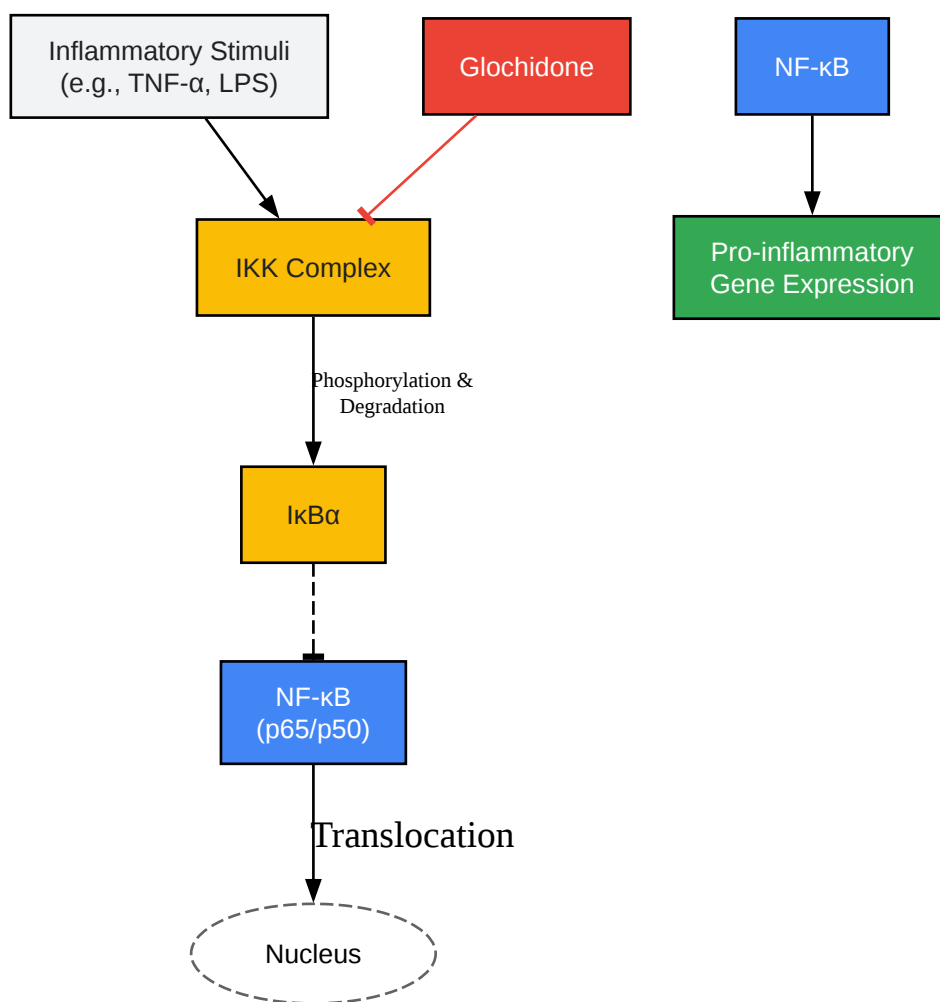 Inflammatory Stimuli
(e.g., TNF-α, LPS)
Glochidone
NF-κB
IKK Complex
Pro-inflammatory
Gene Expression
Phosphorylation &
Degradation
IκBα
NF-κB
(p65/p50)
Translocation
Nucleus